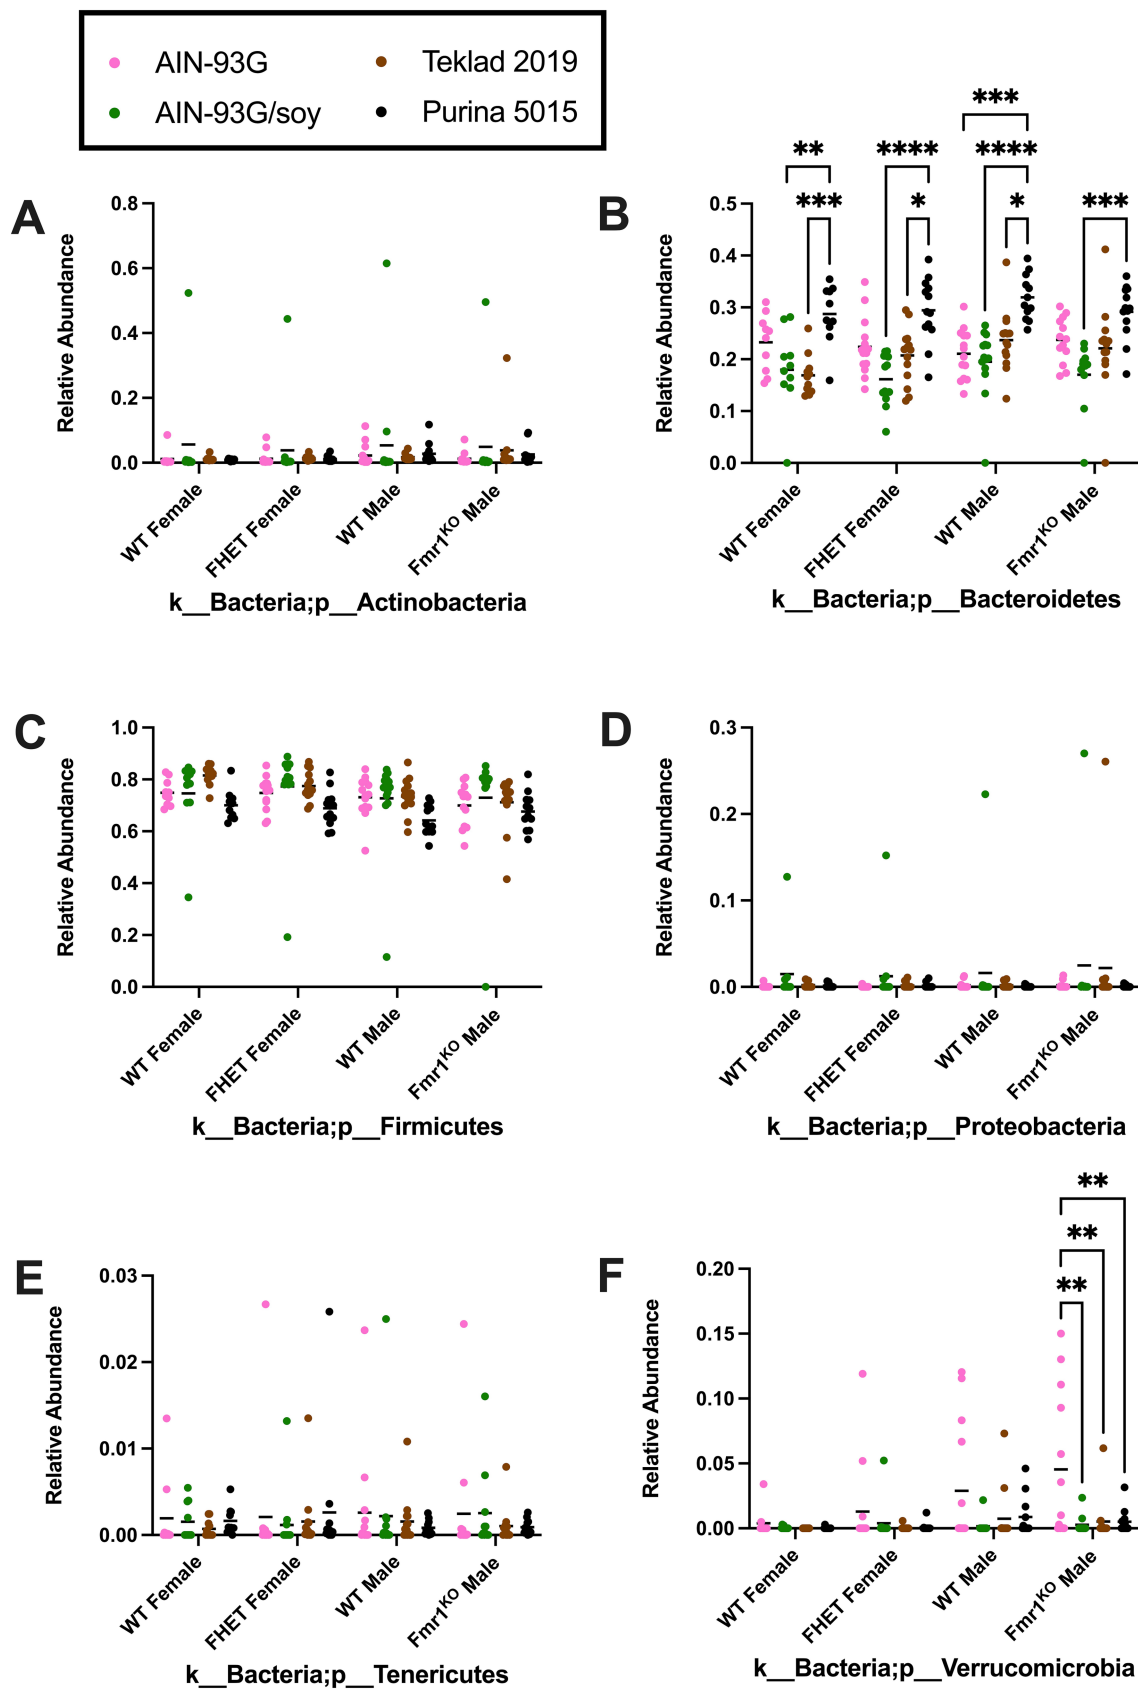 AIN-93G
Teklad 2019
AIN-93G/soy
Purina 5015
A
Relative Abundance
0.8
0.6
0.4
0.2
0.0
WT Female
FHET Female
WT Male
Fmr1KO Male
k__Bacteria;p__Actinobacteria
B
Relative Abundance
0.5
0.4
0.3
0.2
0.1
0.0
**
***
****
*
***
****
*
***
WT Female
FHET Female
WT Male
Fmr1KO Male
k__Bacteria;p__Bacteroidetes
C
Relative Abundance
1.0
0.8
0.6
0.4
0.2
0.0
WT Female
FHET Female
WT Male
Fmr1KO Male
k__Bacteria;p__Firmicutes
D
Relative Abundance
0.3
0.2
0.1
0.0
WT Female
FHET Female
WT Male
Fmr1KO Male
k__Bacteria;p__Proteobacteria
E
Relative Abundance
0.03
0.02
0.01
0.00
WT Female
FHET Female
WT Male
Fmr1KO Male
k__Bacteria;p__Tenericutes
F
Relative Abundance
0.20
0.15
0.10
0.05
0.00
**
**
**
WT Female
FHET Female
WT Male
Fmr1KO Male
k__Bacteria;p__Verrucomicrobia